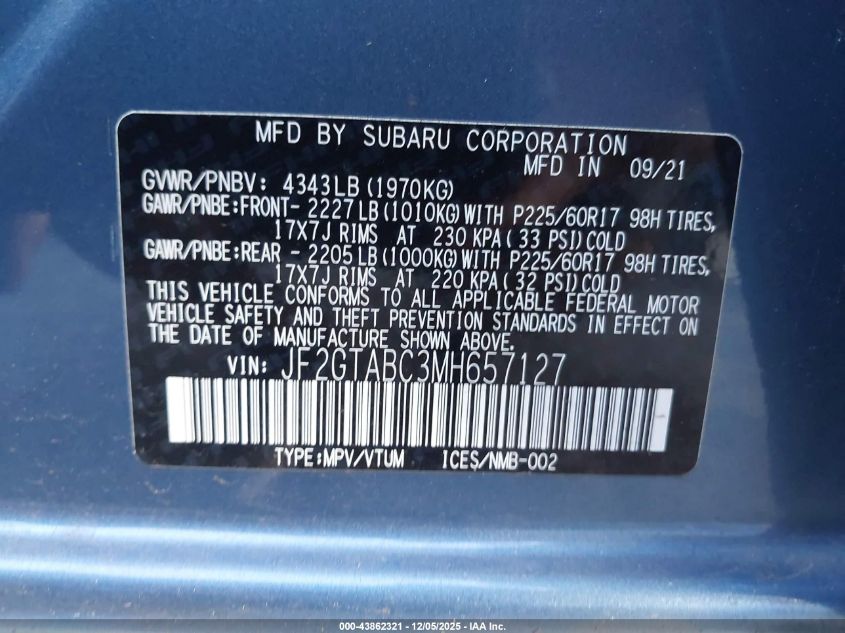 MFD BY SUBARU CORPORATION
MFD IN 09/21
GVWR/PNBV: 4343LB (1970KG)
GAWR/PNBE:FRONT- 2227LB (1010KG) WITH P225/60R17 98H TIRES,
17X7J RIMS AT 230 KPA( 33 PSI) COLD
GAWR/PNBE:REAR - 2205LB (1000KG) WITH P225/60R17 98H TIRES,
17X7J RIMS AT 220 KPA( 32 PSI) COLD
THIS VEHICLE CONFORMS TO ALL APPLICABLE FEDERAL MOTOR
VEHICLE SAFETY AND THEFT PREVENTION STANDARDS IN EFFECT ON
THE DATE OF MANUFACTURE SHOWN ABOVE.
VIN: JF2GTABC3MH657127
TYPE:MPV/VTUM ICES/NMB-002
000-43862321 - 12/05/2025 - IAA Inc.